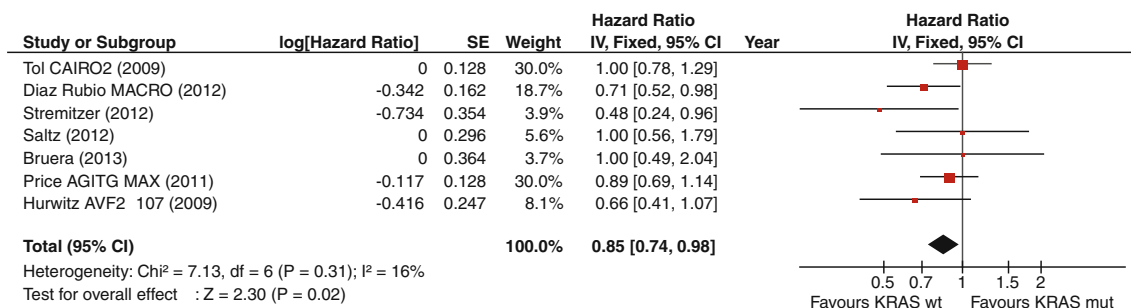 Hazard Ratio Hazard Ratio
Study or Subgroup log[Hazard Ratio] SE Weight IV, Fixed, 95% CI Year IV, Fixed, 95% CI
Tol CAIRO2 (2009) 0 0.128 30.0% 1.00 [0.78, 1.29]
Diaz Rubio MACRO (2012) -0.342 0.162 18.7% 0.71 [0.52, 0.98]
Stremitzer (2012) -0.734 0.354 3.9% 0.48 [0.24, 0.96]
Saltz (2012) 0 0.296 5.6% 1.00 [0.56, 1.79]
Bruera (2013) 0 0.364 3.7% 1.00 [0.49, 2.04]
Price AGITG MAX (2011) -0.117 0.128 30.0% 0.89 [0.69, 1.14]
Hurwitz AVF2 107 (2009) -0.416 0.247 8.1% 0.66 [0.41, 1.07]
Total (95% CI) 100.0% 0.85 [0.74, 0.98]
Heterogeneity: Chi² = 7.13, df = 6 (P = 0.31); I² = 16%
Test for overall effect : Z = 2.30 (P = 0.02)
0.5 0.7 1 1.5 2
Favours KRAS wt Favours KRAS mut